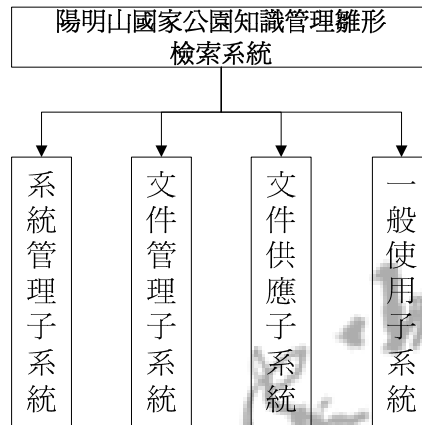 陽明山國家公園知識管理雛形
檢索系統
系統管理子系統
文件管理子系統
文件供應子系統
一般使用子系統